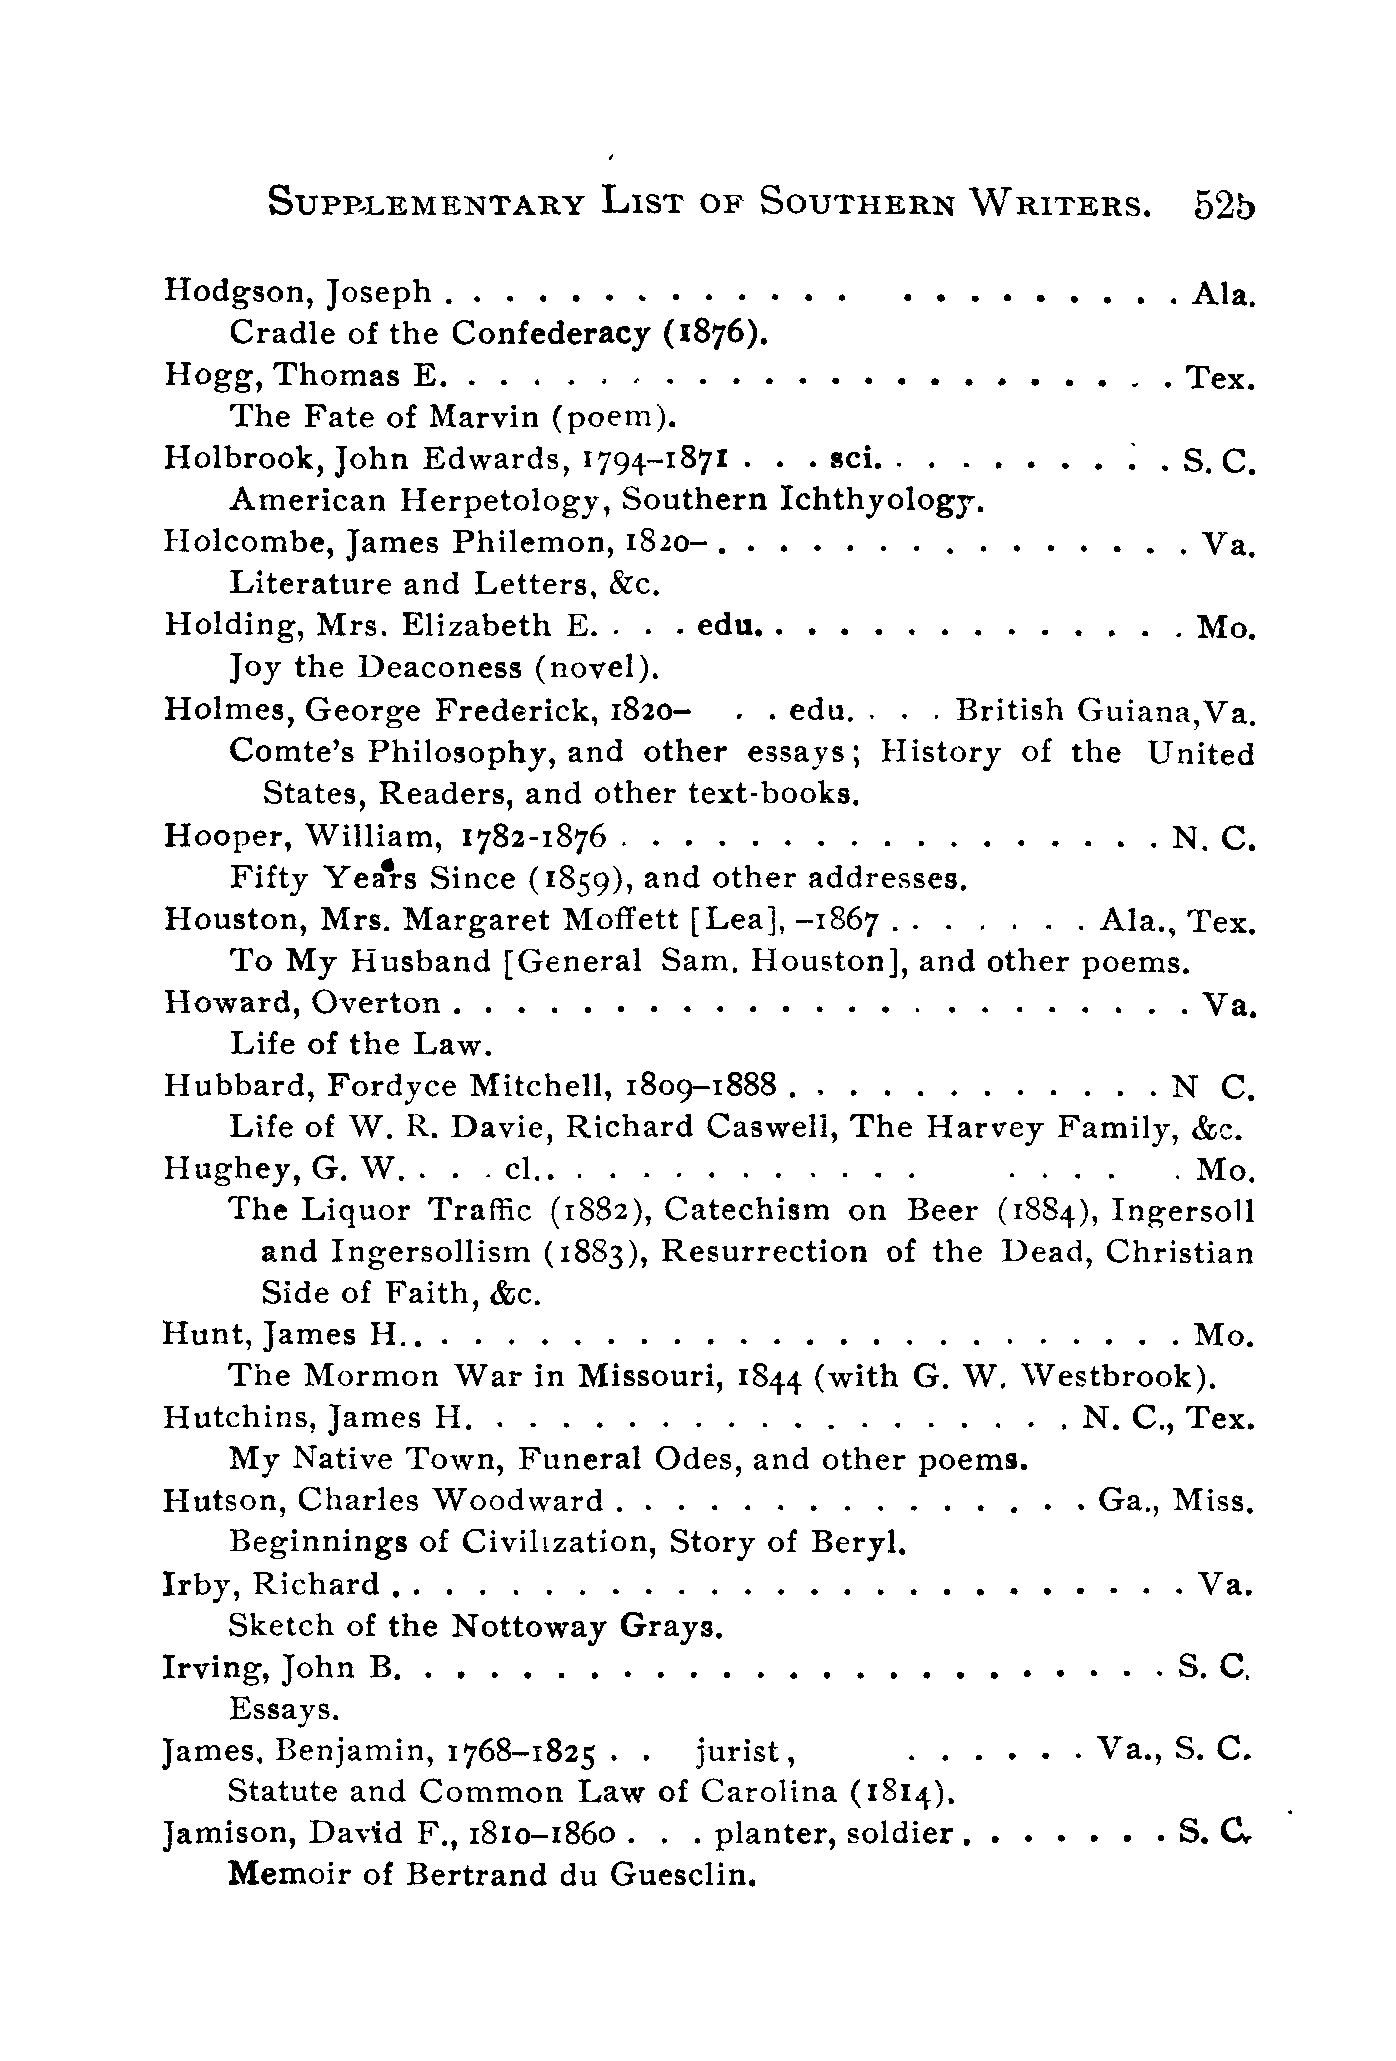 SUPPLEMENTARY LIST OF SOUTHERN WRITERS. 525
Hodgson, Joseph . . . . . . . . . . . . . . . . . . . . . . Ala.
Cradle of the Confederacy (1876).
Hogg, Thomas E. . . . . . . . . . . . . . . . . . . . . . . . Tex.
The Fate of Marvin (poem).
Holbrook, John Edwards, 1794–1871 . . . sci. . . . . . . . . . . S. C.
American Herpetology, Southern Ichthyology.
Holcombe, James Philemon, 1820– . . . . . . . . . . . . . . . Va.
Literature and Letters, &c.
Holding, Mrs. Elizabeth E. . . . edu. . . . . . . . . . . . . . Mo.
Joy the Deaconess (novel).
Holmes, George Frederick, 1820– . . edu. . . . British Guiana, Va.
Comte's Philosophy, and other essays; History of the United
States, Readers, and other text-books.
Hooper, William, 1782-1876 . . . . . . . . . . . . . . . . . N. C.
Fifty Years Since (1859), and other addresses.
Houston, Mrs. Margaret Moffett [Lea], –1867 . . . . . . . Ala., Tex.
To My Husband [General Sam. Houston], and other poems.
Howard, Overton . . . . . . . . . . . . . . . . . . . . . . . Va.
Life of the Law.
Hubbard, Fordyce Mitchell, 1809–1888 . . . . . . . . . . . . N C.
Life of W. R. Davie, Richard Caswell, The Harvey Family, &c.
Hughey, G. W. . . . cl. . . . . . . . . . . . . . . . . . Mo.
The Liquor Traffic (1882), Catechism on Beer (1884), Ingersoll
and Ingersollism (1883), Resurrection of the Dead, Christian
Side of Faith, &c.
Hunt, James H. . . . . . . . . . . . . . . . . . . . . . . . . Mo.
The Mormon War in Missouri, 1844 (with G. W. Westbrook).
Hutchins, James H. . . . . . . . . . . . . . . . . . . . N. C., Tex.
My Native Town, Funeral Odes, and other poems.
Hutson, Charles Woodward . . . . . . . . . . . . . . . Ga., Miss.
Beginnings of Civilization, Story of Beryl.
Irby, Richard . . . . . . . . . . . . . . . . . . . . . . . . . Va.
Sketch of the Nottoway Grays.
Irving, John B. . . . . . . . . . . . . . . . . . . . . . . . S. C.
Essays.
James, Benjamin, 1768–1825 . . jurist, . . . . . . Va., S. C.
Statute and Common Law of Carolina (1814).
Jamison, David F., 1810–1860 . . . planter, soldier . . . . . . . S. C.
Memoir of Bertrand du Guesclin.